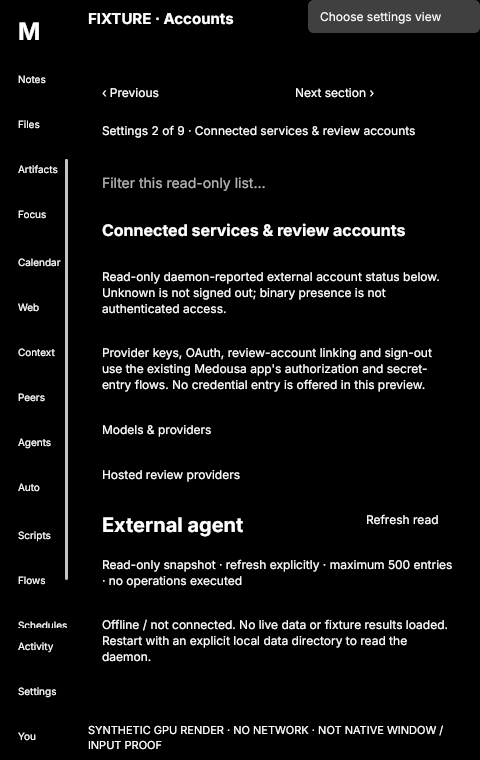 M
FIXTURE · Accounts
Choose settings view
Notes
Files
Artifacts
Focus
Calendar
Web
Context
Peers
Agents
Auto
Scripts
Flows
Schedules
Activity
Settings
You
‹ Previous
Next section ›
Settings 2 of 9 · Connected services & review accounts
Filter this read-only list...
Connected services & review accounts
Read-only daemon-reported external account status below.
Unknown is not signed out; binary presence is not
authenticated access.
Provider keys, OAuth, review-account linking and sign-out
use the existing Medousa app's authorization and secret-
entry flows. No credential entry is offered in this preview.
Models & providers
Hosted review providers
External agent
Refresh read
Read-only snapshot · refresh explicitly · maximum 500 entries
· no operations executed
Offline / not connected. No live data or fixture results loaded.
Restart with an explicit local data directory to read the
daemon.
SYNTHETIC GPU RENDER · NO NETWORK · NOT NATIVE WINDOW /
INPUT PROOF